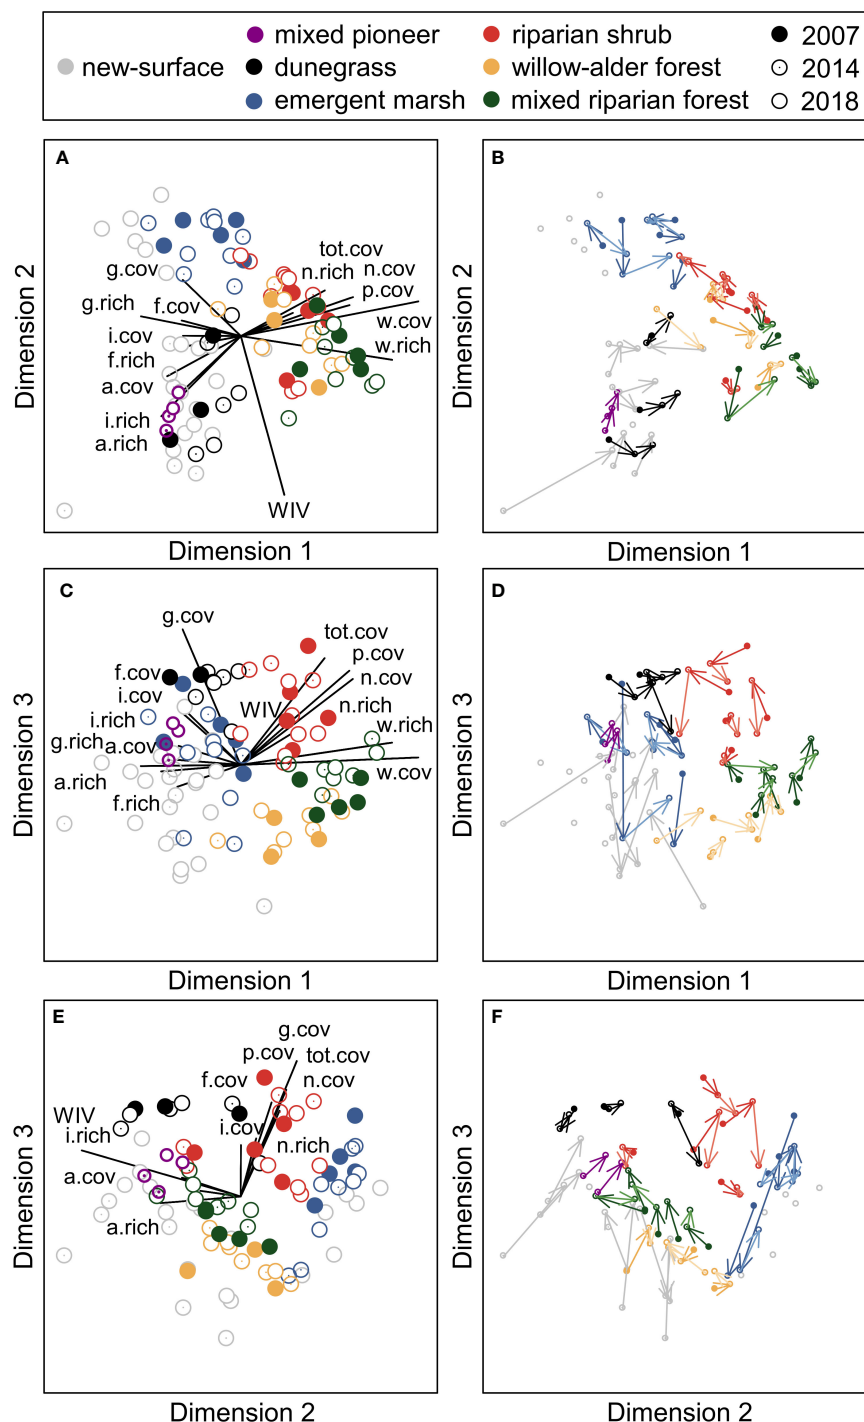 mixed pioneer riparian shrub 2007
new-surface dunegrass willow-alder forest 2014
emergent marsh mixed riparian forest 2018
A
tot.cov
g.cov n.rich n.cov
p.cov
g.rich f.cov
w.cov
i.cov
w.rich
f.rich
a.cov
i.rich
a.rich
WIV
Dimension 2
Dimension 1
B
Dimension 2
Dimension 1
C
g.cov
tot.cov
p.cov
f.cov
n.cov
i.cov
WIV n.rich
i.rich
w.rich
g.rich a.cov
w.cov
a.rich
f.rich
Dimension 3
Dimension 1
D
Dimension 3
Dimension 1
E
g.cov
p.cov tot.cov
f.cov n.cov
WIV
i.cov
i.rich
n.rich
a.cov
a.rich
Dimension 3
Dimension 2
F
Dimension 3
Dimension 2